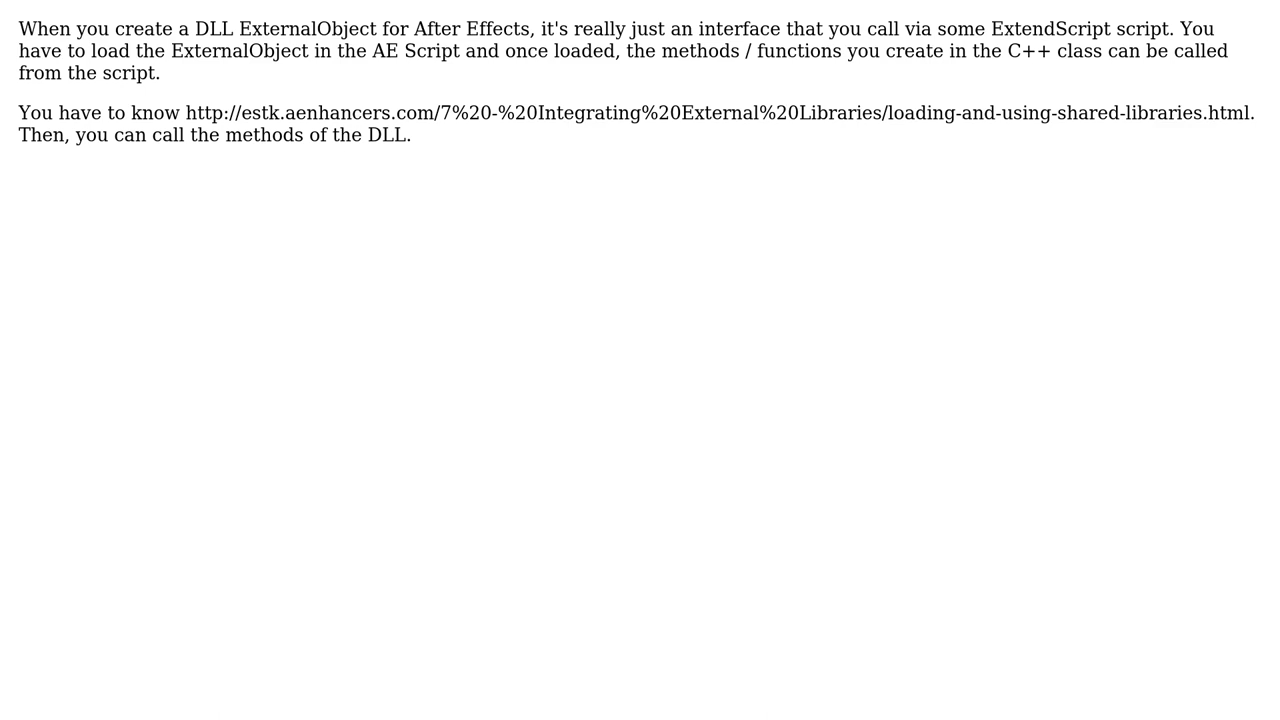 When you create a DLL ExternalObject for After Effects, it's really just an interface that you call via some ExtendScript script. You
have to load the ExternalObject in the AE Script and once loaded, the methods / functions you create in the C++ class can be called
from the script.
You have to know http://estk.aenhancers.com/7%20-%20Integrating%20External%20Libraries/loading-and-using-shared-libraries.html.
Then, you can call the methods of the DLL.